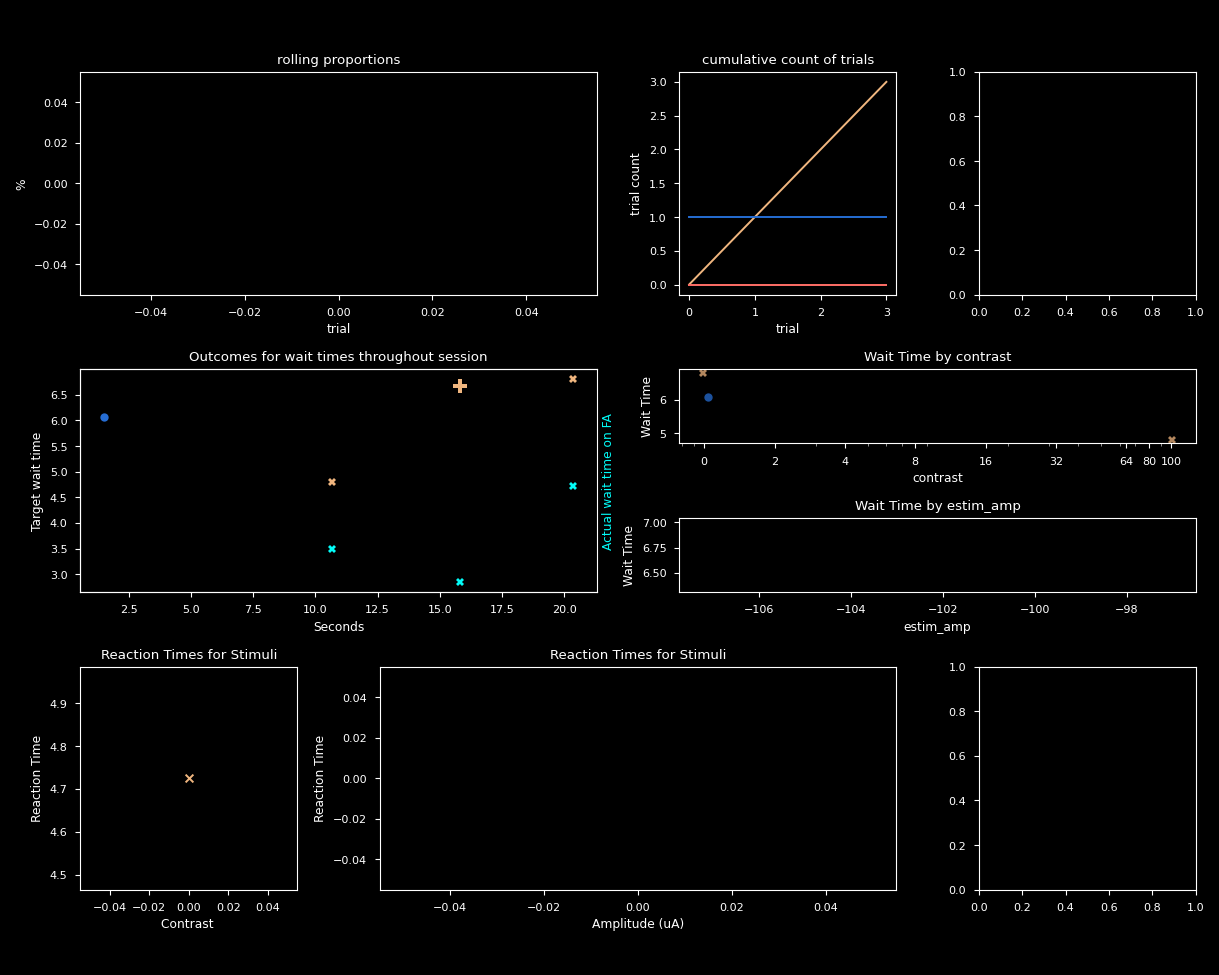 rolling proportions
0.04
0.02
0.00
−0.02
−0.04
%
−0.04 −0.02 0.00 0.02 0.04
trial
cumulative count of trials
3.0
2.5
2.0
1.5
1.0
0.5
0.0
trial count
0 1 2 3
trial
1.0
0.8
0.6
0.4
0.2
0.0
0.0 0.2 0.4 0.6 0.8 1.0
Outcomes for wait times throughout session
6.5
6.0
5.5
5.0
4.5
4.0
3.5
3.0
Target wait time
Actual wait time on FA
2.5 5.0 7.5 10.0 12.5 15.0 17.5 20.0
Seconds
Wait Time by contrast
6
5
Wait Time
0 2 4 8 16 32 64 80 100
contrast
Wait Time by estim_amp
7.00
6.75
6.50
Wait Time
−106 −104 −102 −100 −98
estim_amp
Reaction Times for Stimuli
4.9
4.8
4.7
4.6
4.5
Reaction Time
−0.04 −0.02 0.00 0.02 0.04
Contrast
Reaction Times for Stimuli
0.04
0.02
0.00
−0.02
−0.04
Reaction Time
−0.04 −0.02 0.00 0.02 0.04
Amplitude (uA)
1.0
0.8
0.6
0.4
0.2
0.0
0.0 0.2 0.4 0.6 0.8 1.0